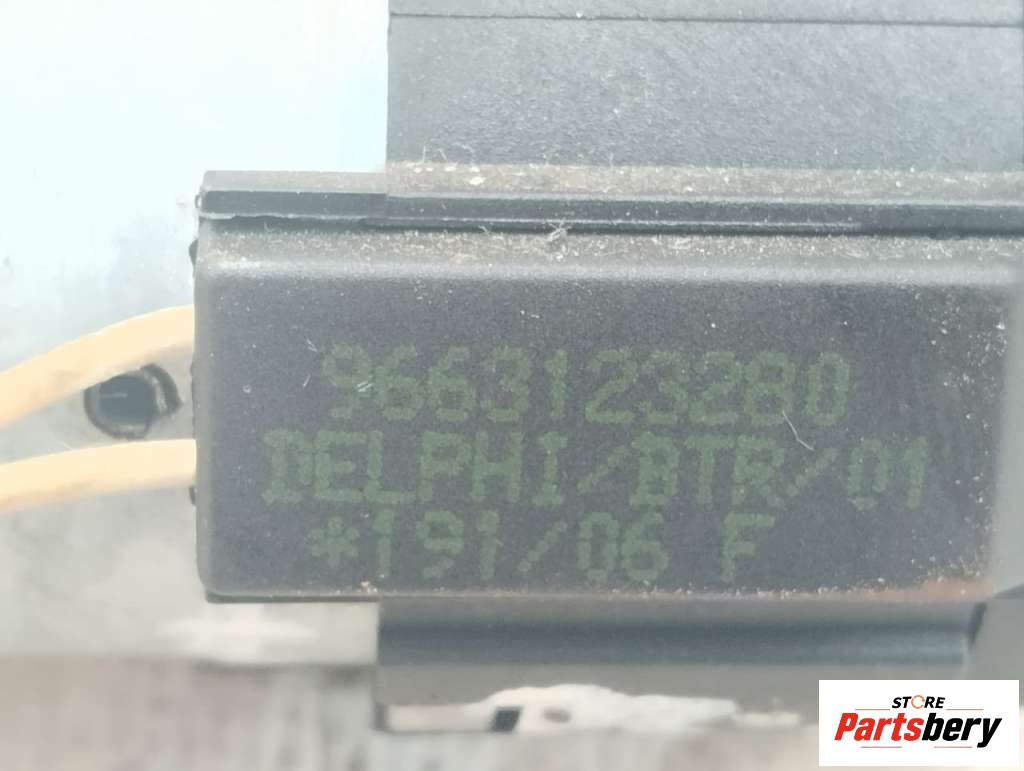 9663123280
DELPHI/BTR/01
*191/06 F
STORE
Partsbery